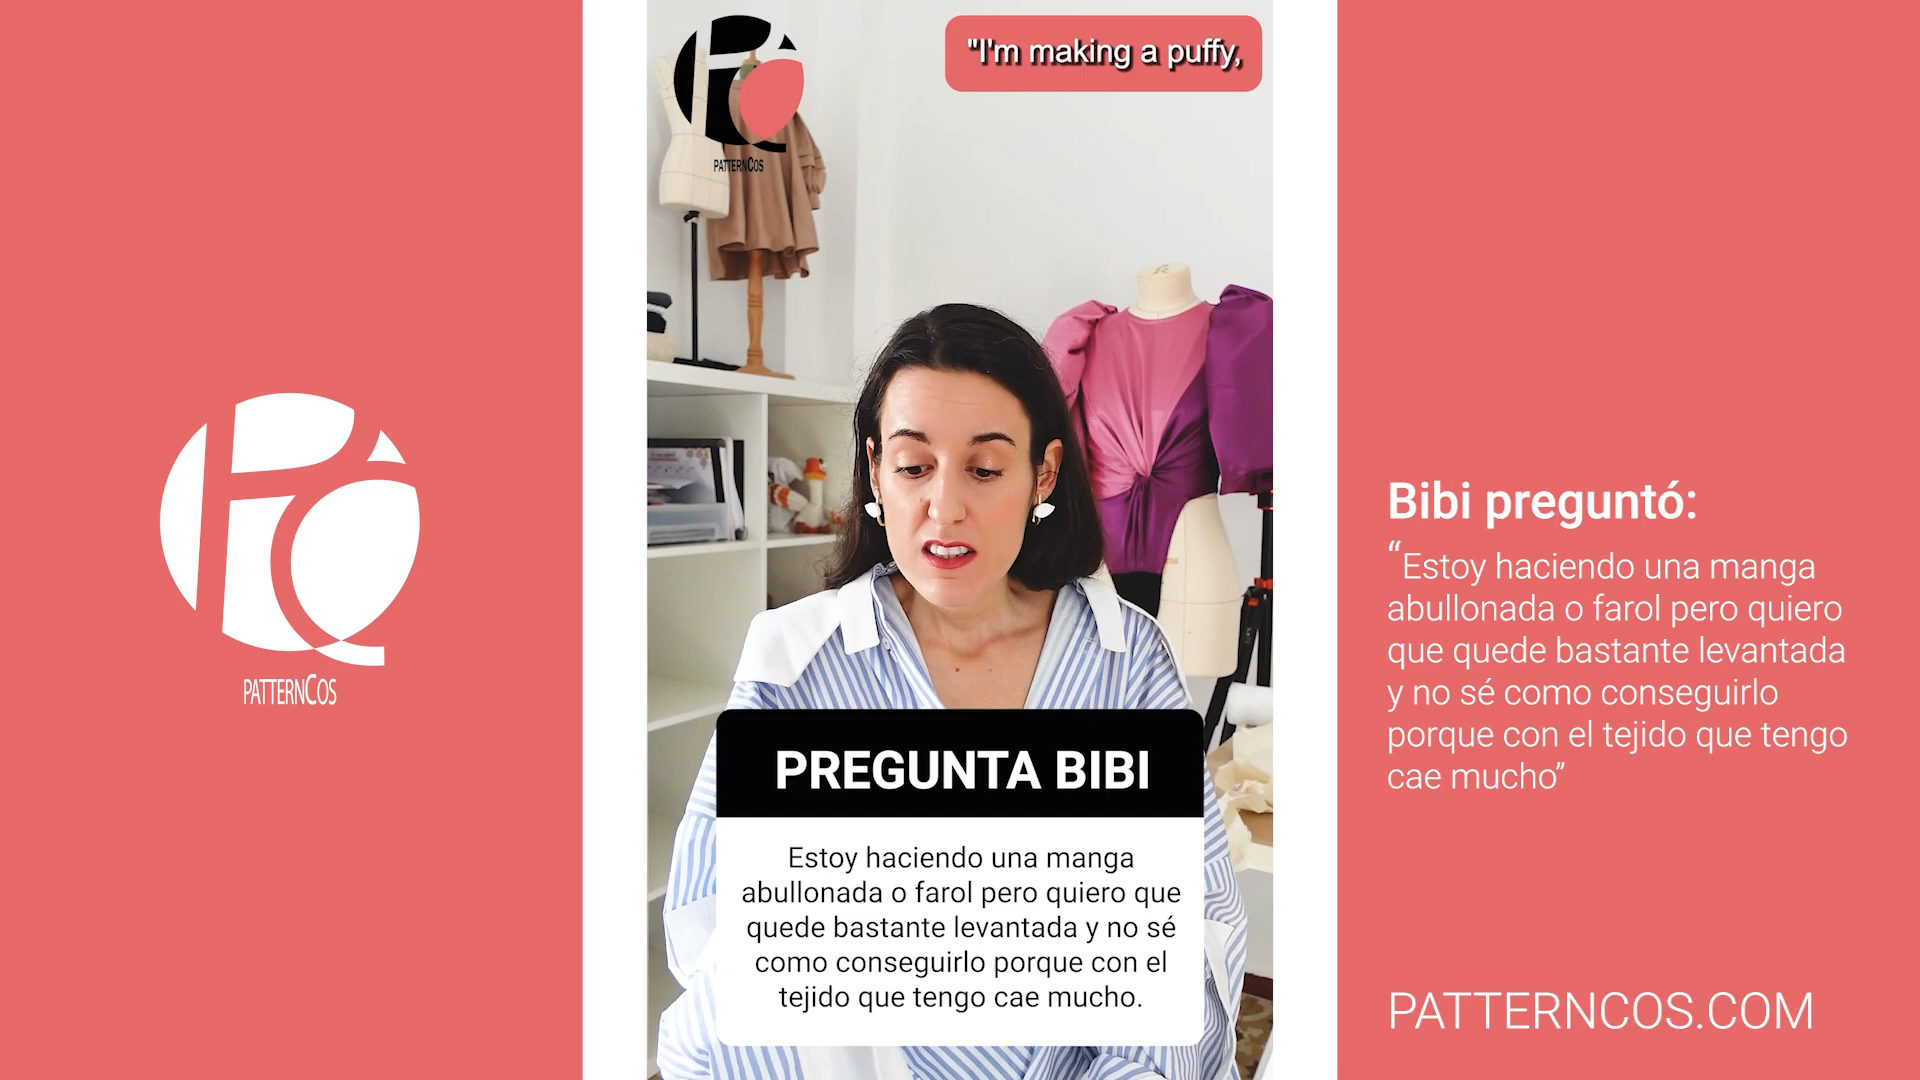 PATTERNCOS
PATTERNCOS
"I'm making a puffy,
PREGUNTA BIBI
Estoy haciendo una manga
abullonada o farol pero quiero que
quede bastante levantada y no sé
como conseguirlo porque con el
tejido que tengo cae mucho.
Bibi preguntó:
“Estoy haciendo una manga
abullonada o farol pero quiero
que quede bastante levantada
y no sé como conseguirlo
porque con el tejido que tengo
cae mucho”
PATTERNCOS.COM